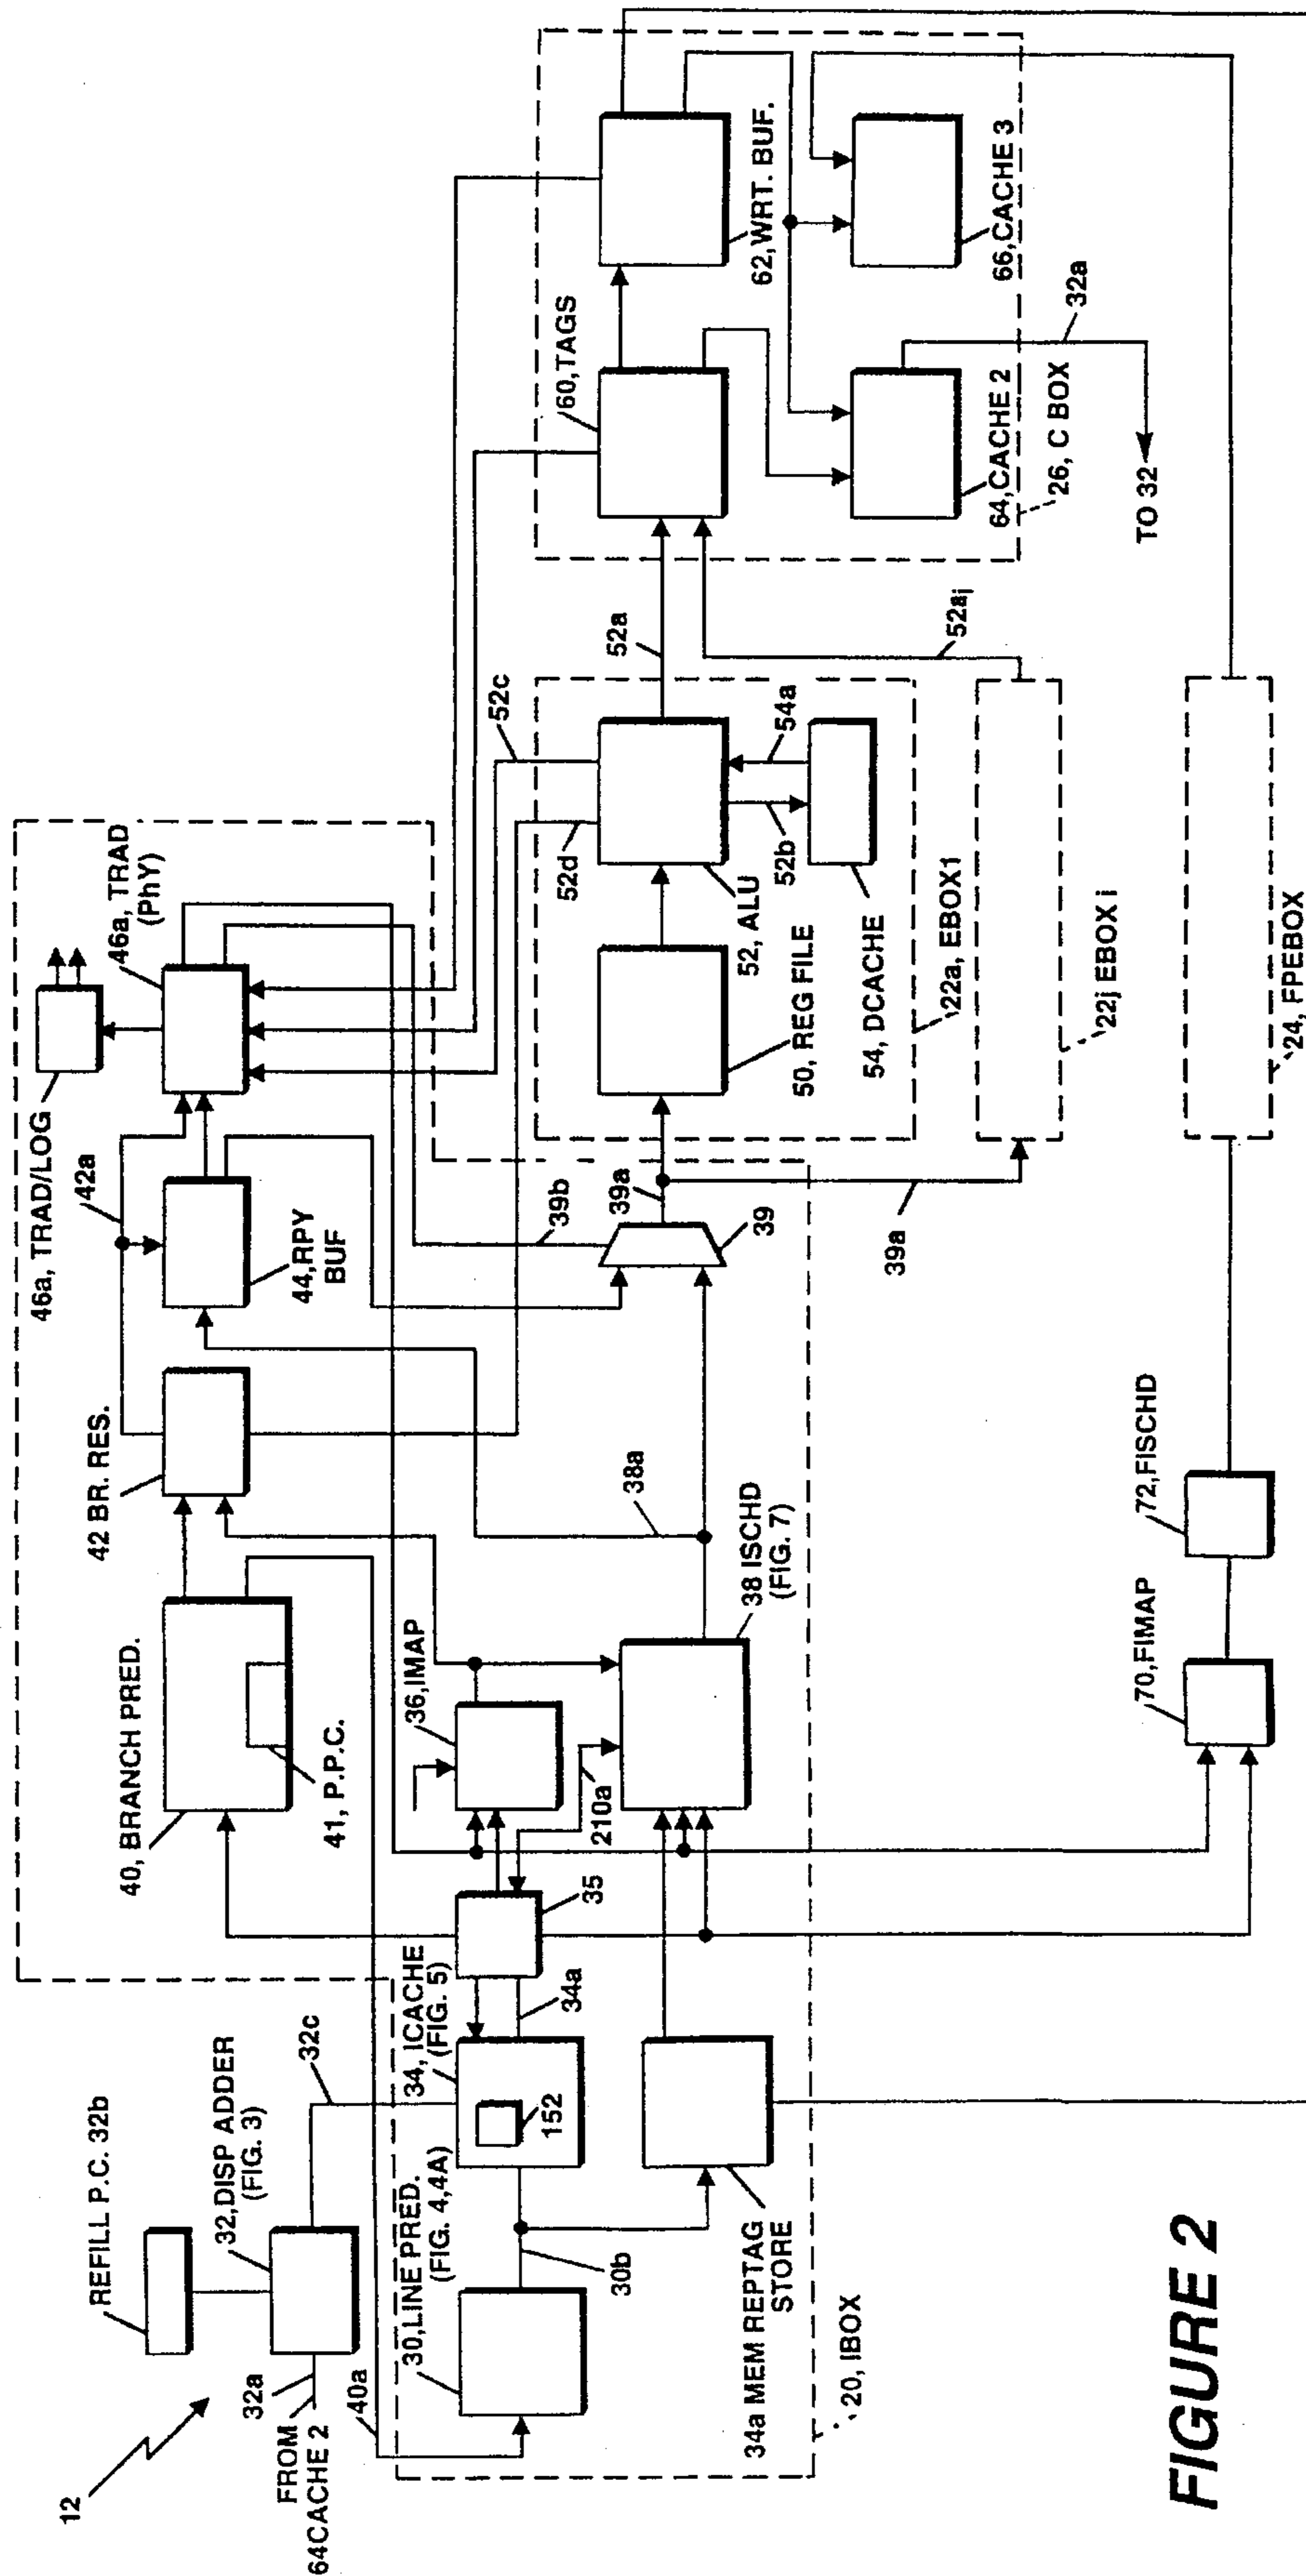 12
REFILL P.C. 32b
32,DISP ADDER
(FIG. 3)
32a
FROM
64CACHE 2
32c
40a
30,LINE PRED.
(FIG. 4,4A)
30b
34, ICACHE
(FIG. 5)
152
34a
35
34a MEM REPTAG
STORE
20, IBOX
40, BRANCH PRED.
41, P.P.C.
36,IMAP
210a
38 ISCHD
(FIG. 7)
38a
42 BR. RES.
42a
44,RPY
BUF
46a, TRAD/LOG
46a, TRAD
(PhY)
39b
39a
39
39a
52d
52c
52a
50, REG FILE
52, ALU
52b
54a
54, DCACHE
22a, EBOX1
52aj
22j EBOX i
24, FPEBOX
70,FIMAP
72,FISCHD
60,TAGS
62,WRT. BUF.
64,CACHE 2
66,CACHE 3
26, C BOX
32a
TO 32
FIGURE 2